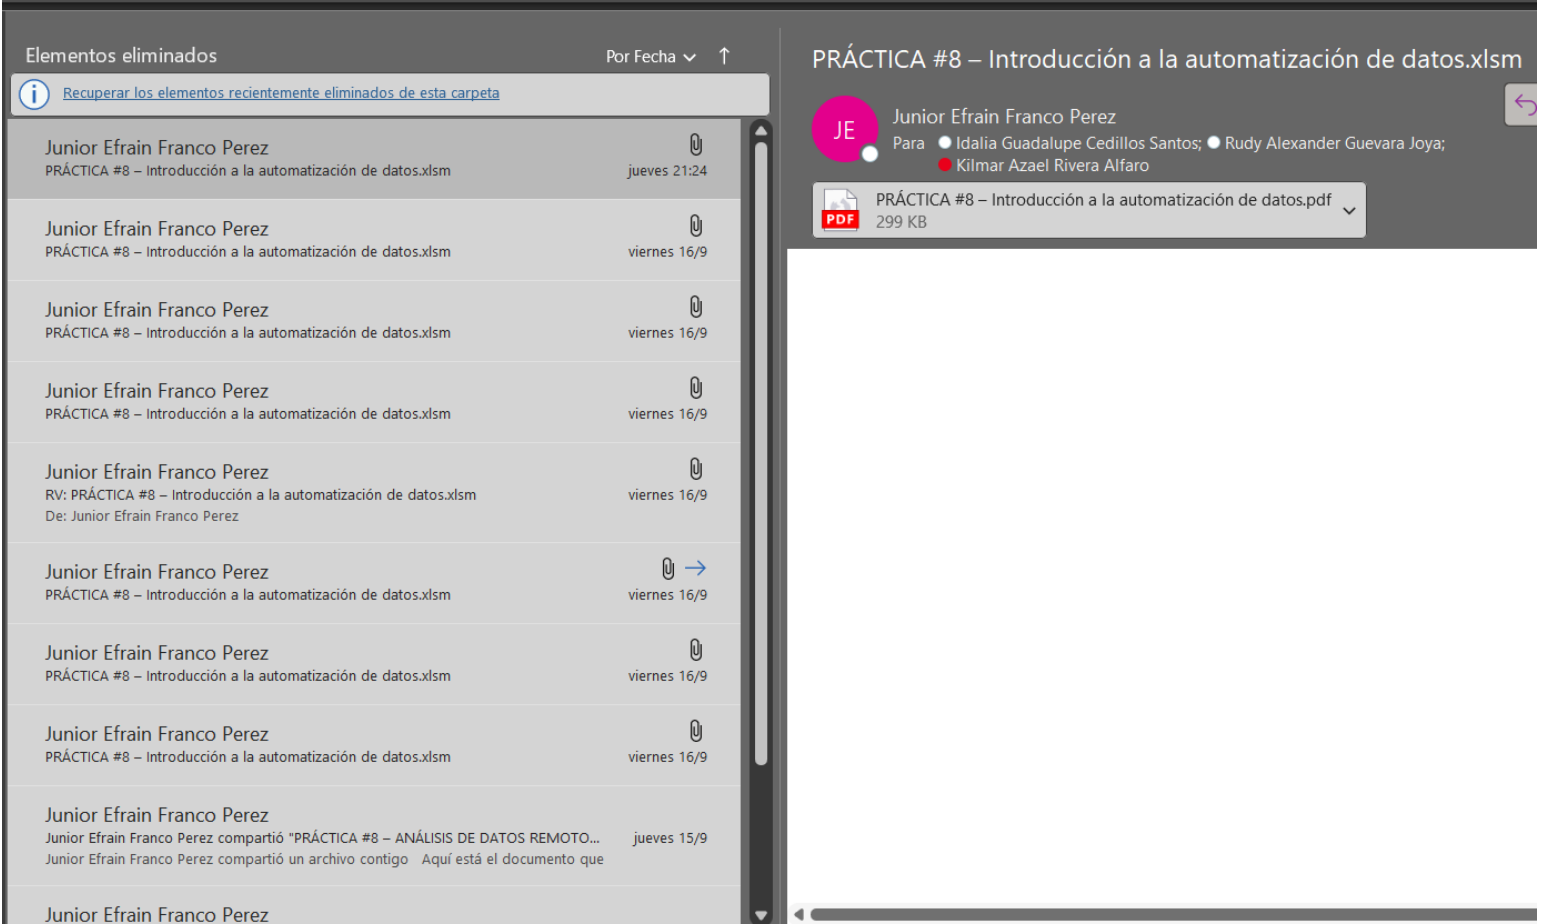 Elementos eliminados
Por Fecha
Recuperar los elementos recientemente eliminados de esta carpeta
Junior Efrain Franco Perez
PRÁCTICA #8 – Introducción a la automatización de datos.xlsm jueves 21:24
Junior Efrain Franco Perez
PRÁCTICA #8 – Introducción a la automatización de datos.xlsm viernes 16/9
Junior Efrain Franco Perez
PRÁCTICA #8 – Introducción a la automatización de datos.xlsm viernes 16/9
Junior Efrain Franco Perez
PRÁCTICA #8 – Introducción a la automatización de datos.xlsm viernes 16/9
Junior Efrain Franco Perez
RV: PRÁCTICA #8 – Introducción a la automatización de datos.xlsm viernes 16/9
De: Junior Efrain Franco Perez
Junior Efrain Franco Perez
PRÁCTICA #8 – Introducción a la automatización de datos.xlsm viernes 16/9
Junior Efrain Franco Perez
PRÁCTICA #8 – Introducción a la automatización de datos.xlsm viernes 16/9
Junior Efrain Franco Perez
PRÁCTICA #8 – Introducción a la automatización de datos.xlsm viernes 16/9
Junior Efrain Franco Perez
Junior Efrain Franco Perez compartió "PRÁCTICA #8 – ANÁLISIS DE DATOS REMOTO... jueves 15/9
Junior Efrain Franco Perez compartió un archivo contigo Aquí está el documento que
Junior Efrain Franco Perez
PRÁCTICA #8 – Introducción a la automatización de datos.xlsm
JE
Junior Efrain Franco Perez
Para Idalia Guadalupe Cedillos Santos; Rudy Alexander Guevara Joya;
Kilmar Azael Rivera Alfaro
PDF
PRÁCTICA #8 – Introducción a la automatización de datos.pdf
299 KB